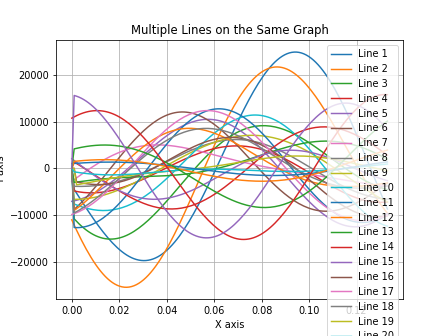 Multiple Lines on the Same Graph
20000
10000
0
−10000
−20000
0.00
0.02
0.04
0.06
0.08
0.10
X axis
Line 1
Line 2
Line 3
Line 4
Line 5
Line 6
Line 7
Line 8
Line 9
Line 10
Line 11
Line 12
Line 13
Line 14
Line 15
Line 16
Line 17
Line 18
Line 19
Line 20